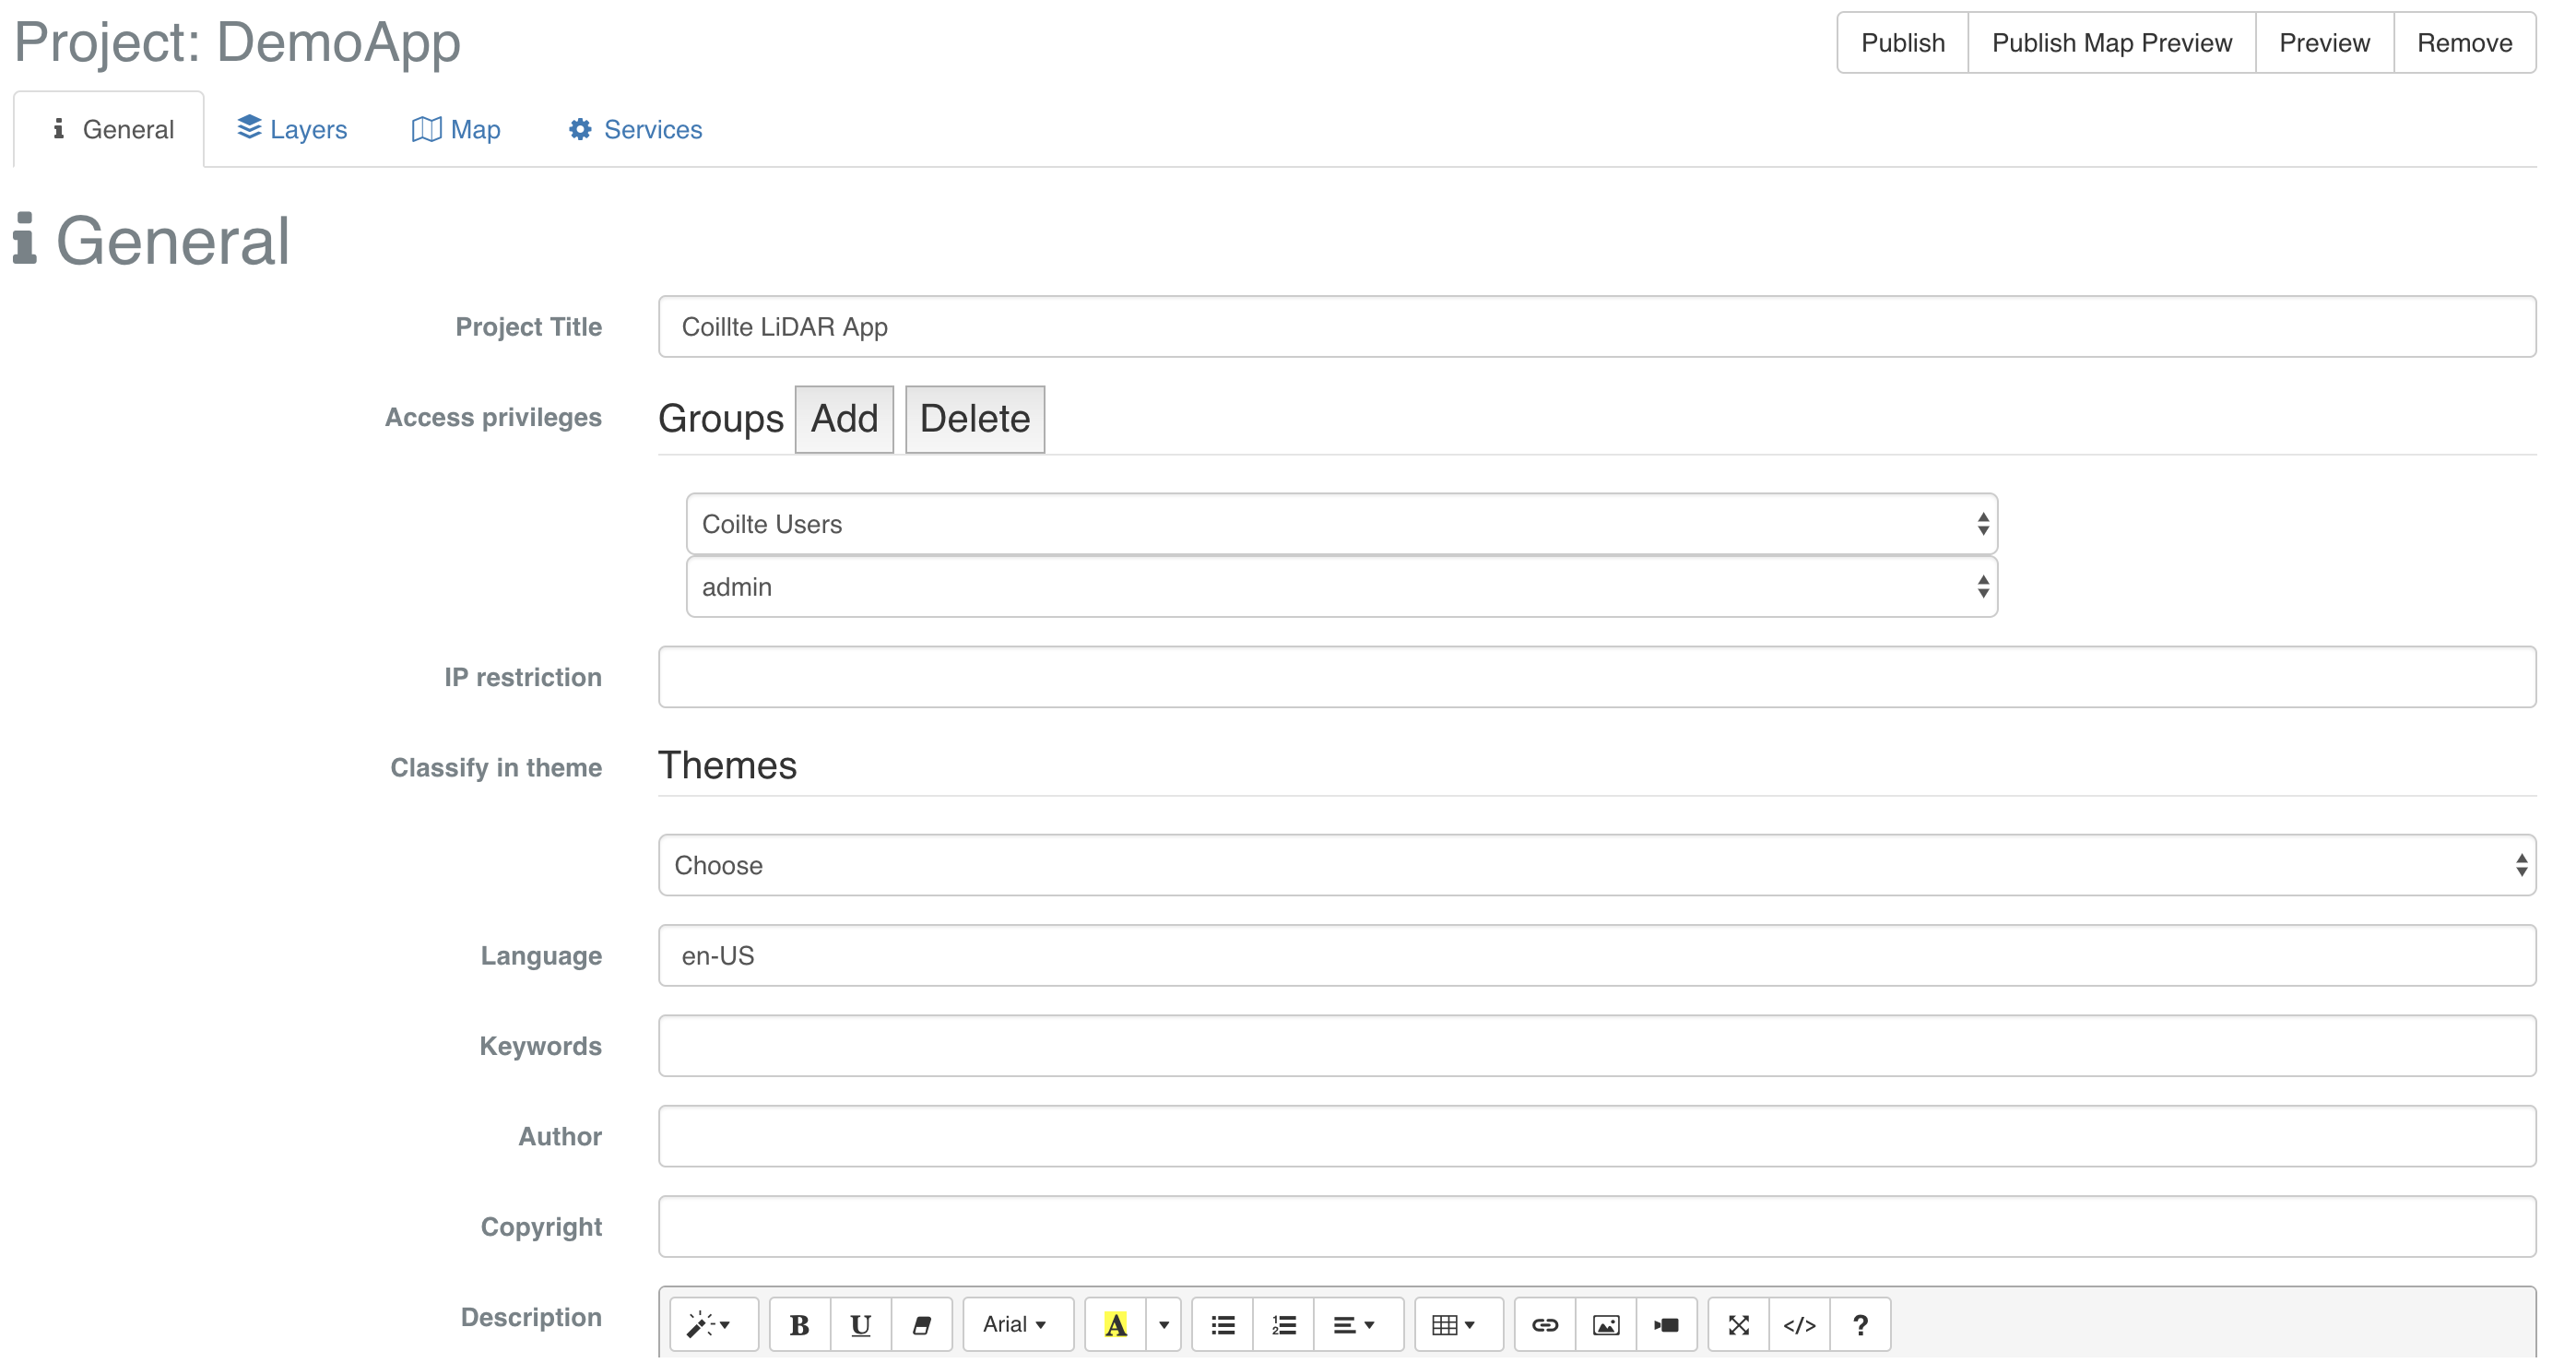 Project: DemoApp
Publish Publish Map Preview Preview Remove
General Layers Map Services
General
Project Title Coillte LiDAR App
Access privileges Groups Add Delete
Coilte Users
admin
IP restriction
Classify in theme Themes
Choose
Language en-US
Keywords
Author
Copyright
Description B U Arial A </> ?